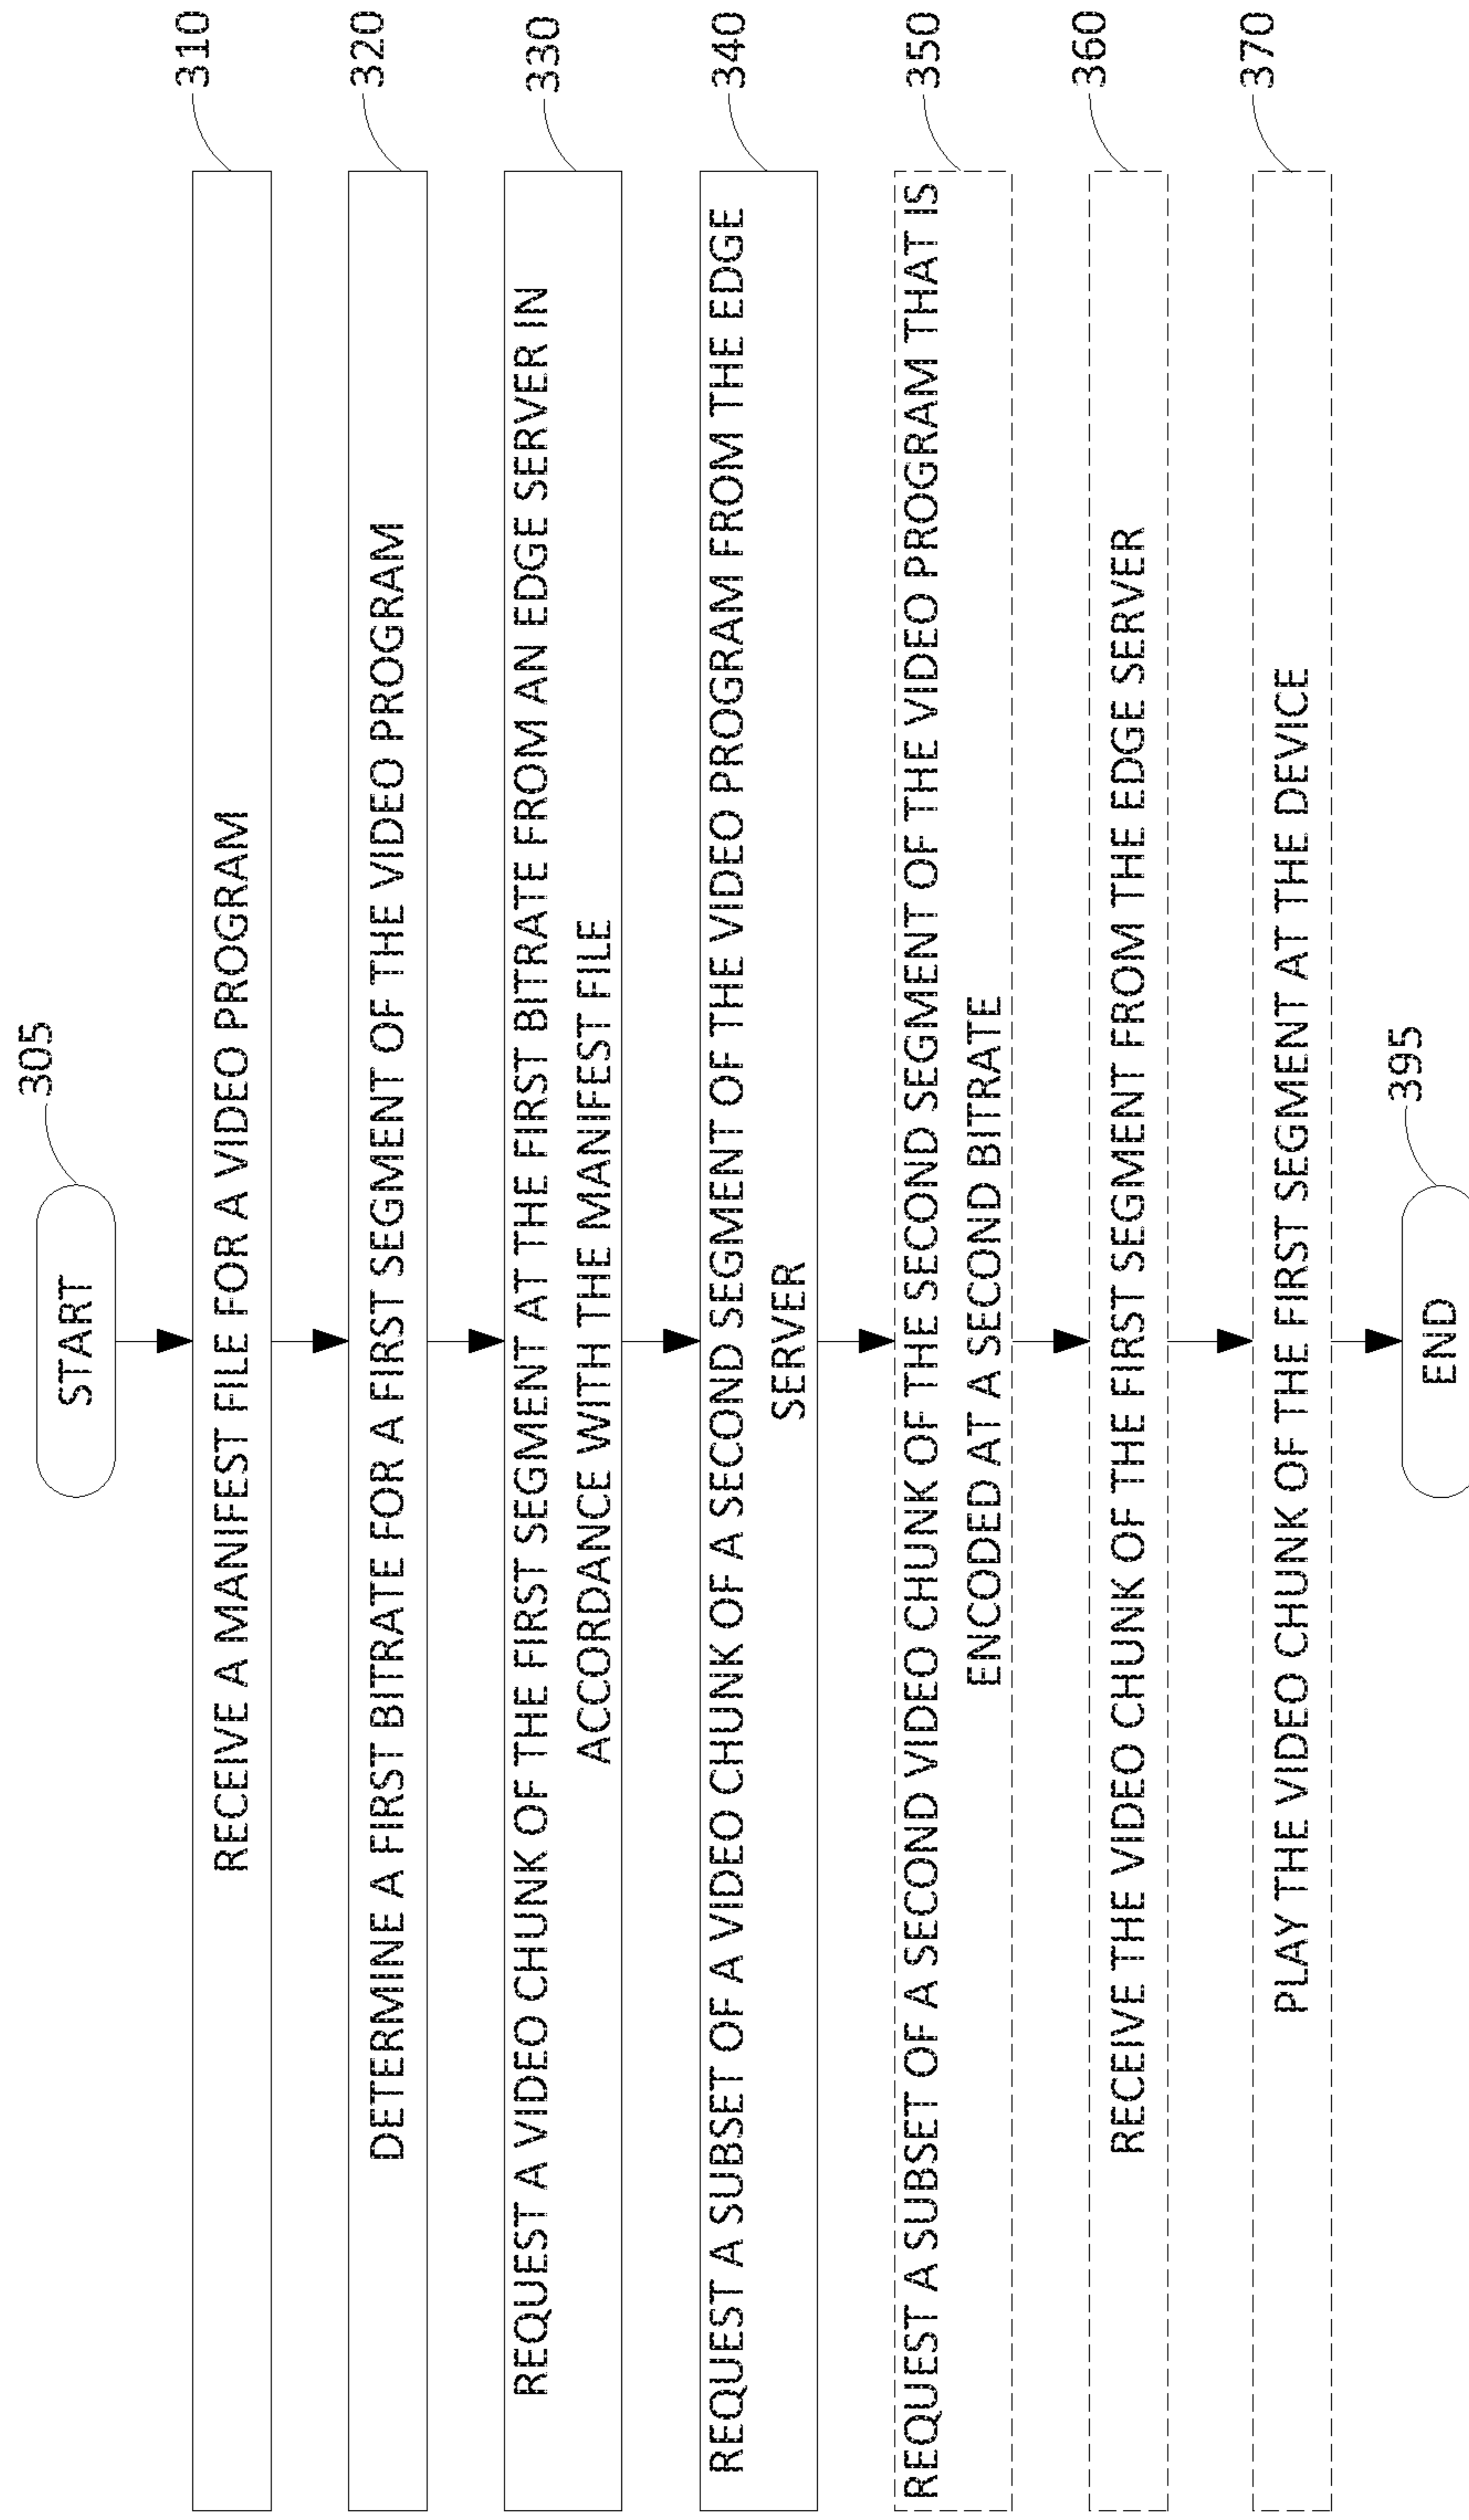 START
305
RECEIVE A MANIFEST FILE FOR A VIDEO PROGRAM
310
DETERMINE A FIRST BITRATE FOR A FIRST SEGMENT OF THE VIDEO PROGRAM
320
REQUEST A VIDEO CHUNK OF THE FIRST SEGMENT AT THE FIRST BITRATE FROM AN EDGE SERVER IN
ACCORDANCE WITH THE MANIFEST FILE
330
REQUEST A SUBSET OF A VIDEO CHUNK OF A SECOND SEGMENT OF THE VIDEO PROGRAM FROM THE EDGE
SERVER
340
REQUEST A SUBSET OF A SECOND VIDEO CHUNK OF THE SECOND SEGMENT OF THE VIDEO PROGRAM THAT IS
ENCODED AT A SECOND BITRATE
350
RECEIVE THE VIDEO CHUNK OF THE FIRST SEGMENT FROM THE EDGE SERVER
360
PLAY THE VIDEO CHUNK OF THE FIRST SEGMENT AT THE DEVICE
370
END
395